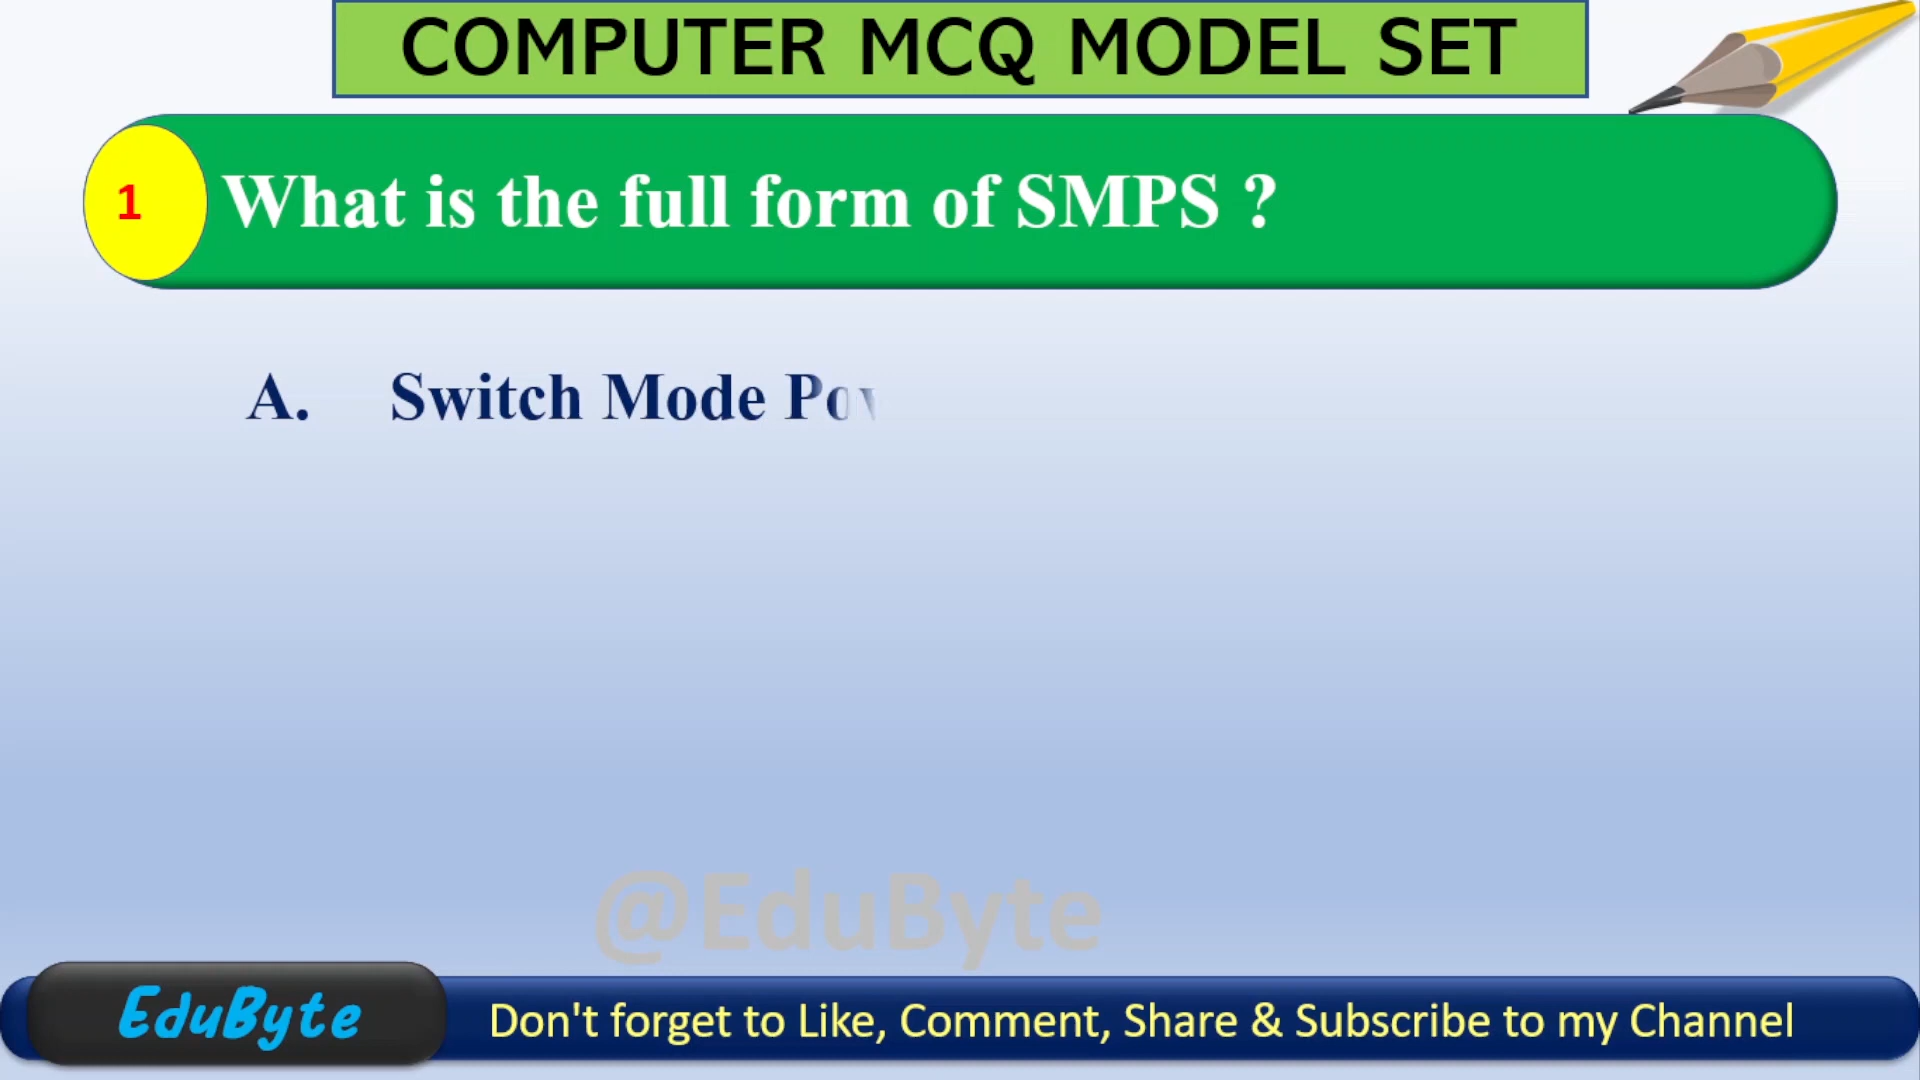 COMPUTER MCQ MODEL SET
1 What is the full form of SMPS ?
A. Switch Mode
@EduByte
EduByte Don't forget to Like, Comment, Share & Subscribe to my Channel